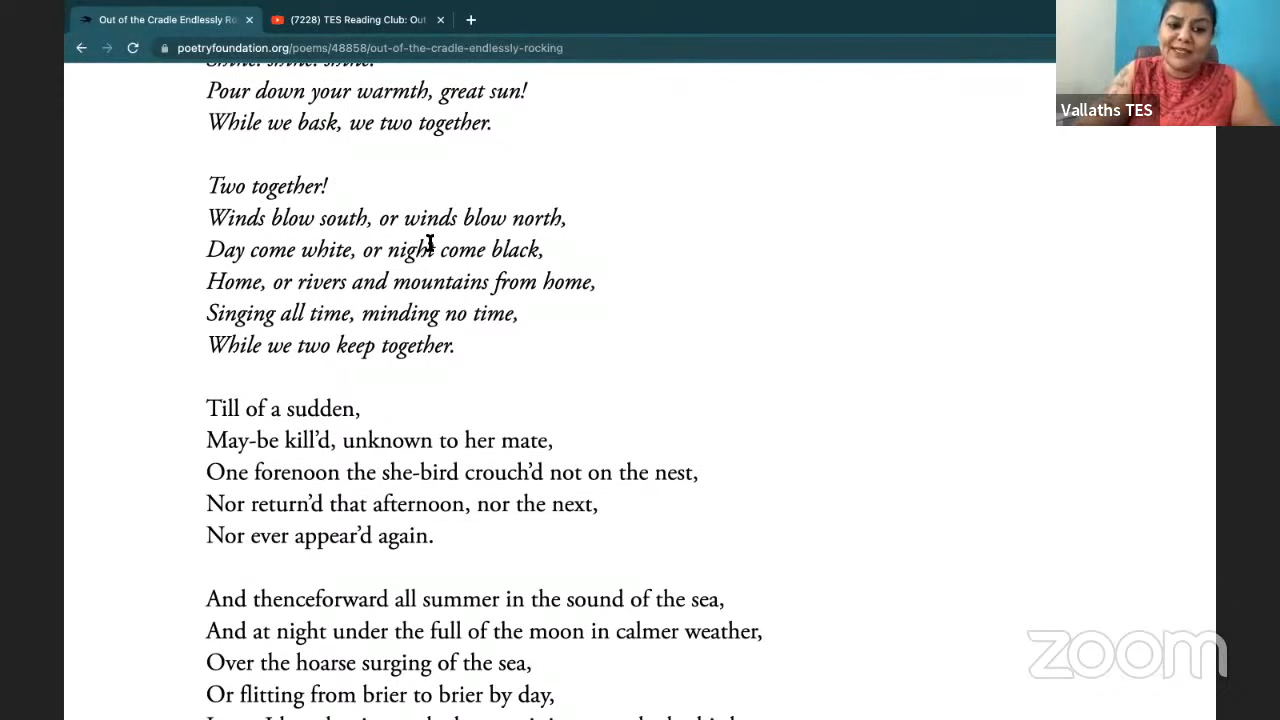 Out of the Cradle Endlessly Ro
(7228) TES Reading Club: Out
poetryfoundation.org/poems/48858/out-of-the-cradle-endlessly-rocking
Vallaths TES
Shine! shine! shine!
Pour down your warmth, great sun!
While we bask, we two together.
Two together!
Winds blow south, or winds blow north,
Day come white, or night come black,
Home, or rivers and mountains from home,
Singing all time, minding no time,
While we two keep together.
Till of a sudden,
May-be kill’d, unknown to her mate,
One forenoon the she-bird crouch’d not on the nest,
Nor return’d that afternoon, nor the next,
Nor ever appear’d again.
And thenceforward all summer in the sound of the sea,
And at night under the full of the moon in calmer weather,
Over the hoarse surging of the sea,
Or flitting from brier to brier by day,
zoom